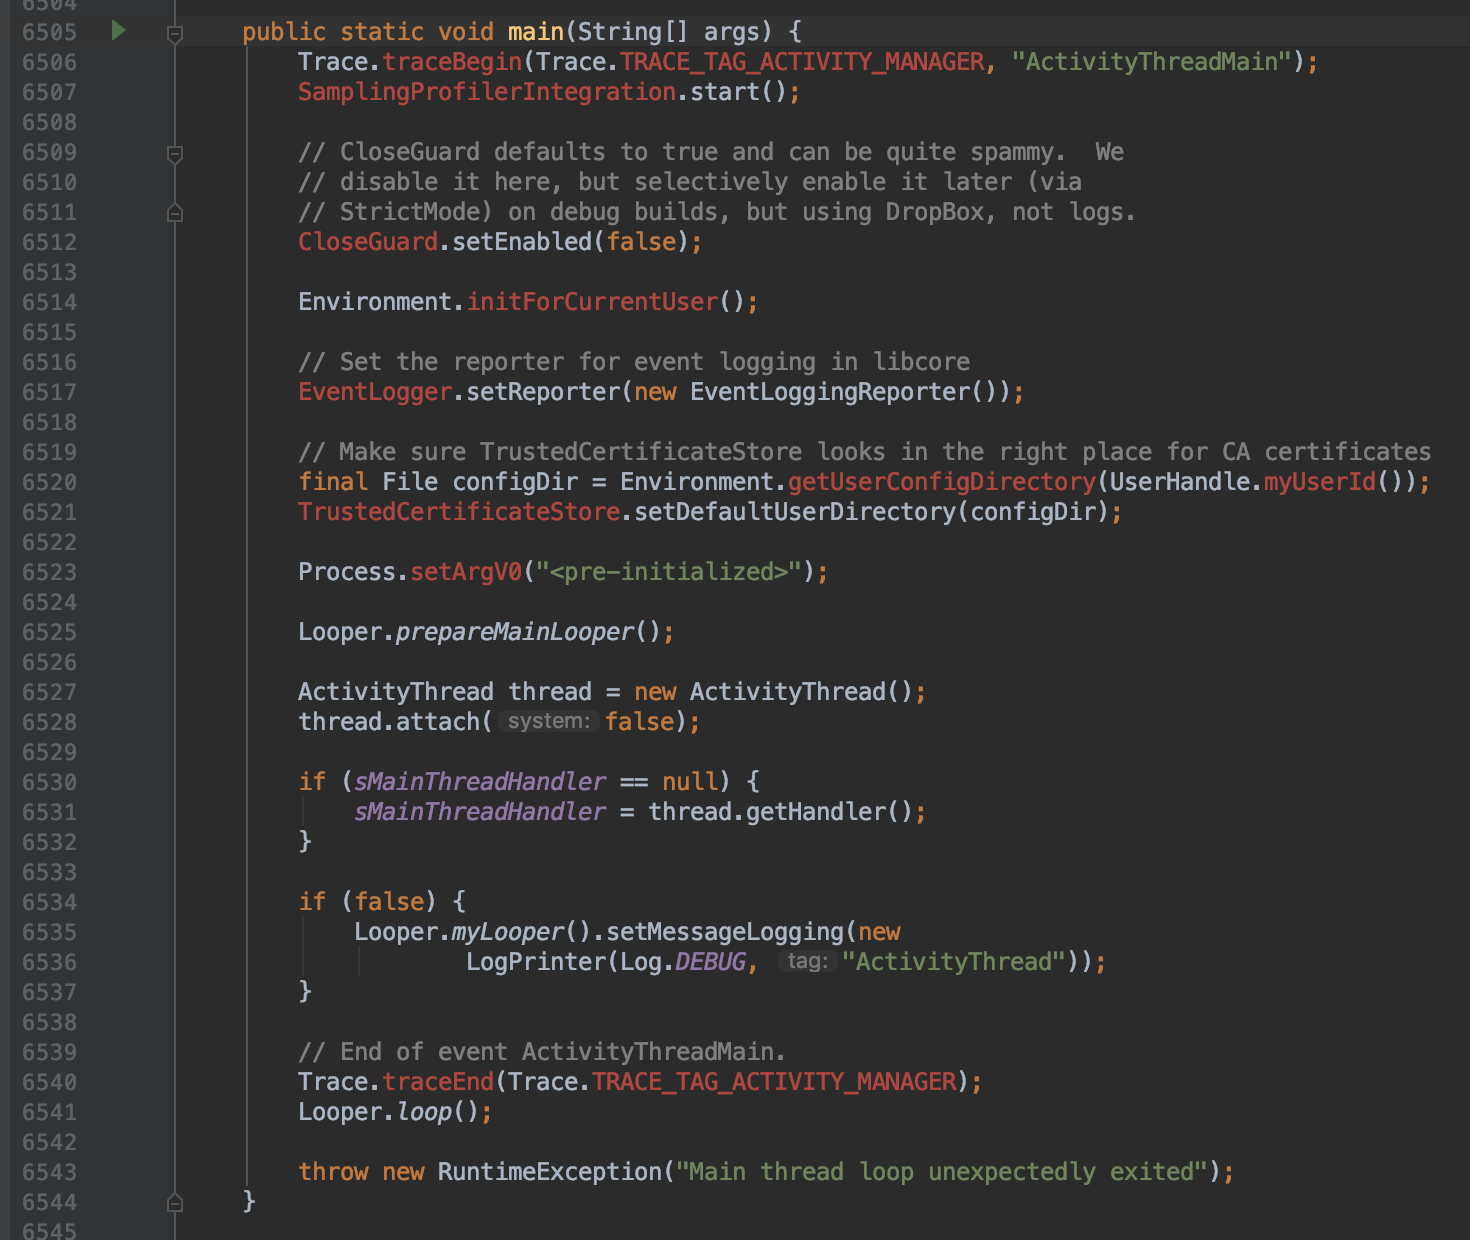 6504
6505 public static void main(String[] args) {
6506 Trace.traceBegin(Trace.TRACE_TAG_ACTIVITY_MANAGER, "ActivityThreadMain");
6507 SamplingProfilerIntegration.start();
6508
6509 // CloseGuard defaults to true and can be quite spammy.  We
6510 // disable it here, but selectively enable it later (via
6511 // StrictMode) on debug builds, but using DropBox, not logs.
6512 CloseGuard.setEnabled(false);
6513
6514 Environment.initForCurrentUser();
6515
6516 // Set the reporter for event logging in libcore
6517 EventLogger.setReporter(new EventLoggingReporter());
6518
6519 // Make sure TrustedCertificateStore looks in the right place for CA certificates
6520 final File configDir = Environment.getUserConfigDirectory(UserHandle.myUserId());
6521 TrustedCertificateStore.setDefaultUserDirectory(configDir);
6522
6523 Process.setArgV0("<pre-initialized>");
6524
6525 Looper.prepareMainLooper();
6526
6527 ActivityThread thread = new ActivityThread();
6528 thread.attach( system: false);
6529
6530 if (sMainThreadHandler == null) {
6531 sMainThreadHandler = thread.getHandler();
6532 }
6533
6534 if (false) {
6535 Looper.myLooper().setMessageLogging(new
6536 LogPrinter(Log.DEBUG, tag: "ActivityThread"));
6537 }
6538
6539 // End of event ActivityThreadMain.
6540 Trace.traceEnd(Trace.TRACE_TAG_ACTIVITY_MANAGER);
6541 Looper.loop();
6542
6543 throw new RuntimeException("Main thread loop unexpectedly exited");
6544 }
6545